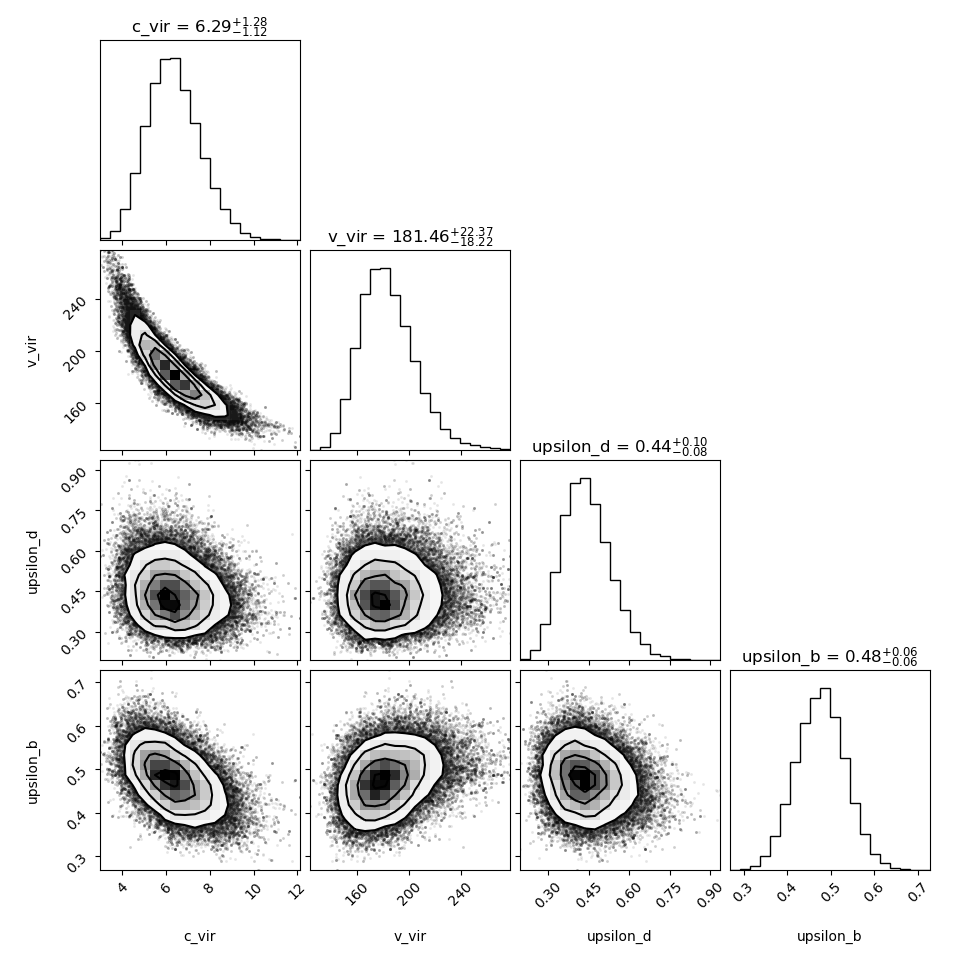 c_vir = 6.29+1.28−1.12
v_vir = 181.46+22.37−18.22
240
200
160
v_vir
upsilon_d = 0.44+0.10−0.08
0.90
0.75
0.60
0.45
0.30
upsilon_d
upsilon_b = 0.48+0.06−0.06
0.7
0.6
0.5
0.4
0.3
upsilon_b
4 6 8 10 12
160 200 240
0.30 0.45 0.60 0.75 0.90
0.3 0.4 0.5 0.6 0.7
c_vir v_vir upsilon_d upsilon_b